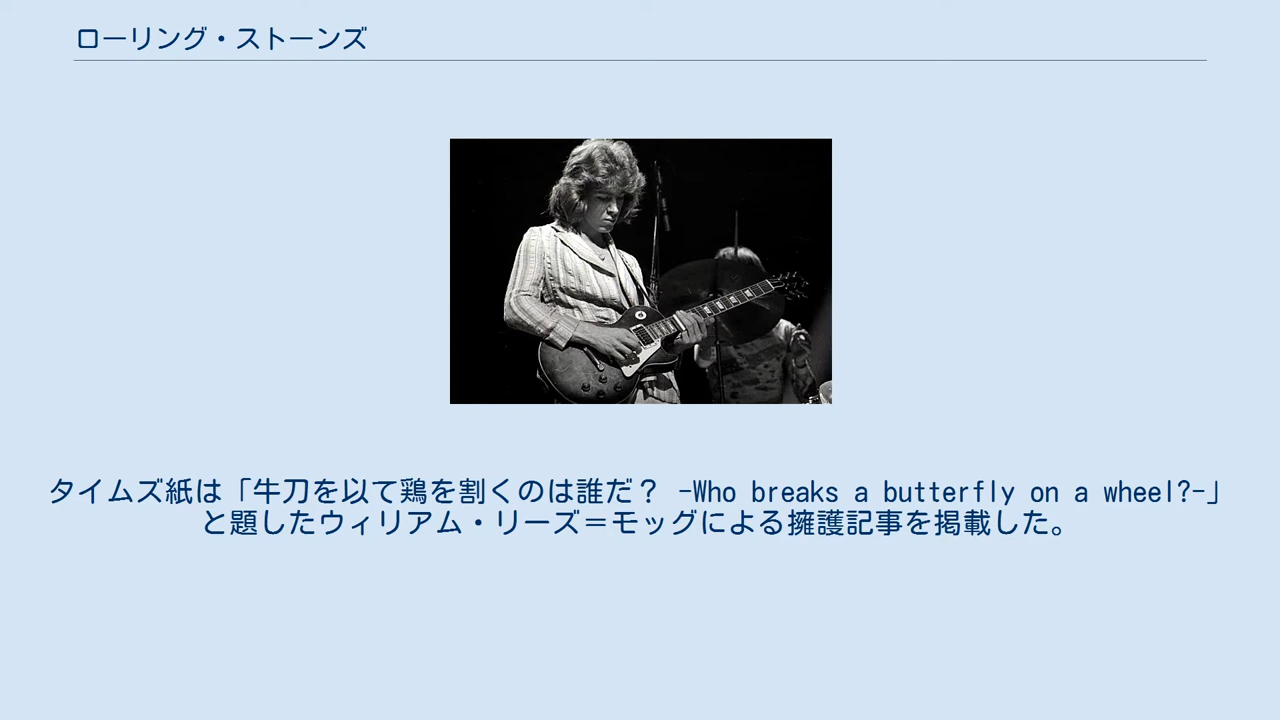 ローリング・ストーンズ
タイムズ紙は「牛刀を以て鶏を割くのは誰だ？ -Who breaks a butterfly on a wheel?-」
と題したウィリアム・リーズ＝モッグによる擁護記事を掲載した。